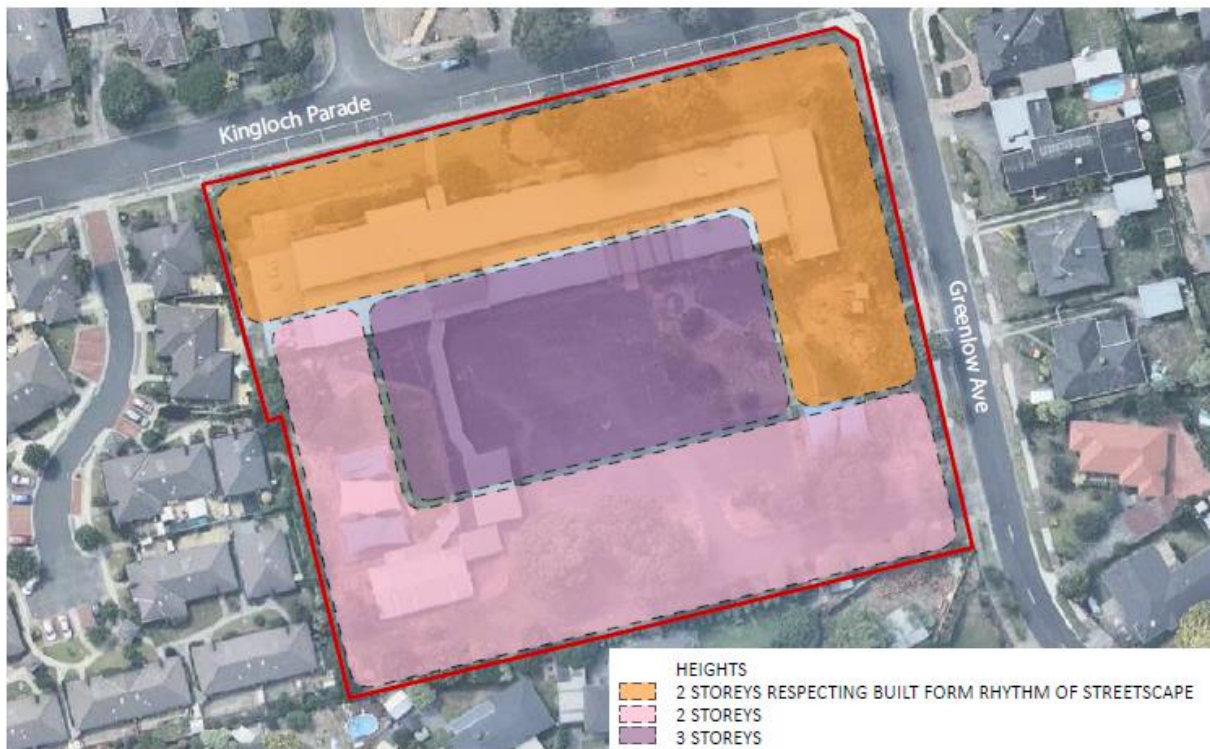 Kingloch Parade
Greenlow Ave
HEIGHTS
2 STOREYS RESPECTING BUILT FORM RHYTHM OF STREETSCAPE
2 STOREYS
3 STOREYS